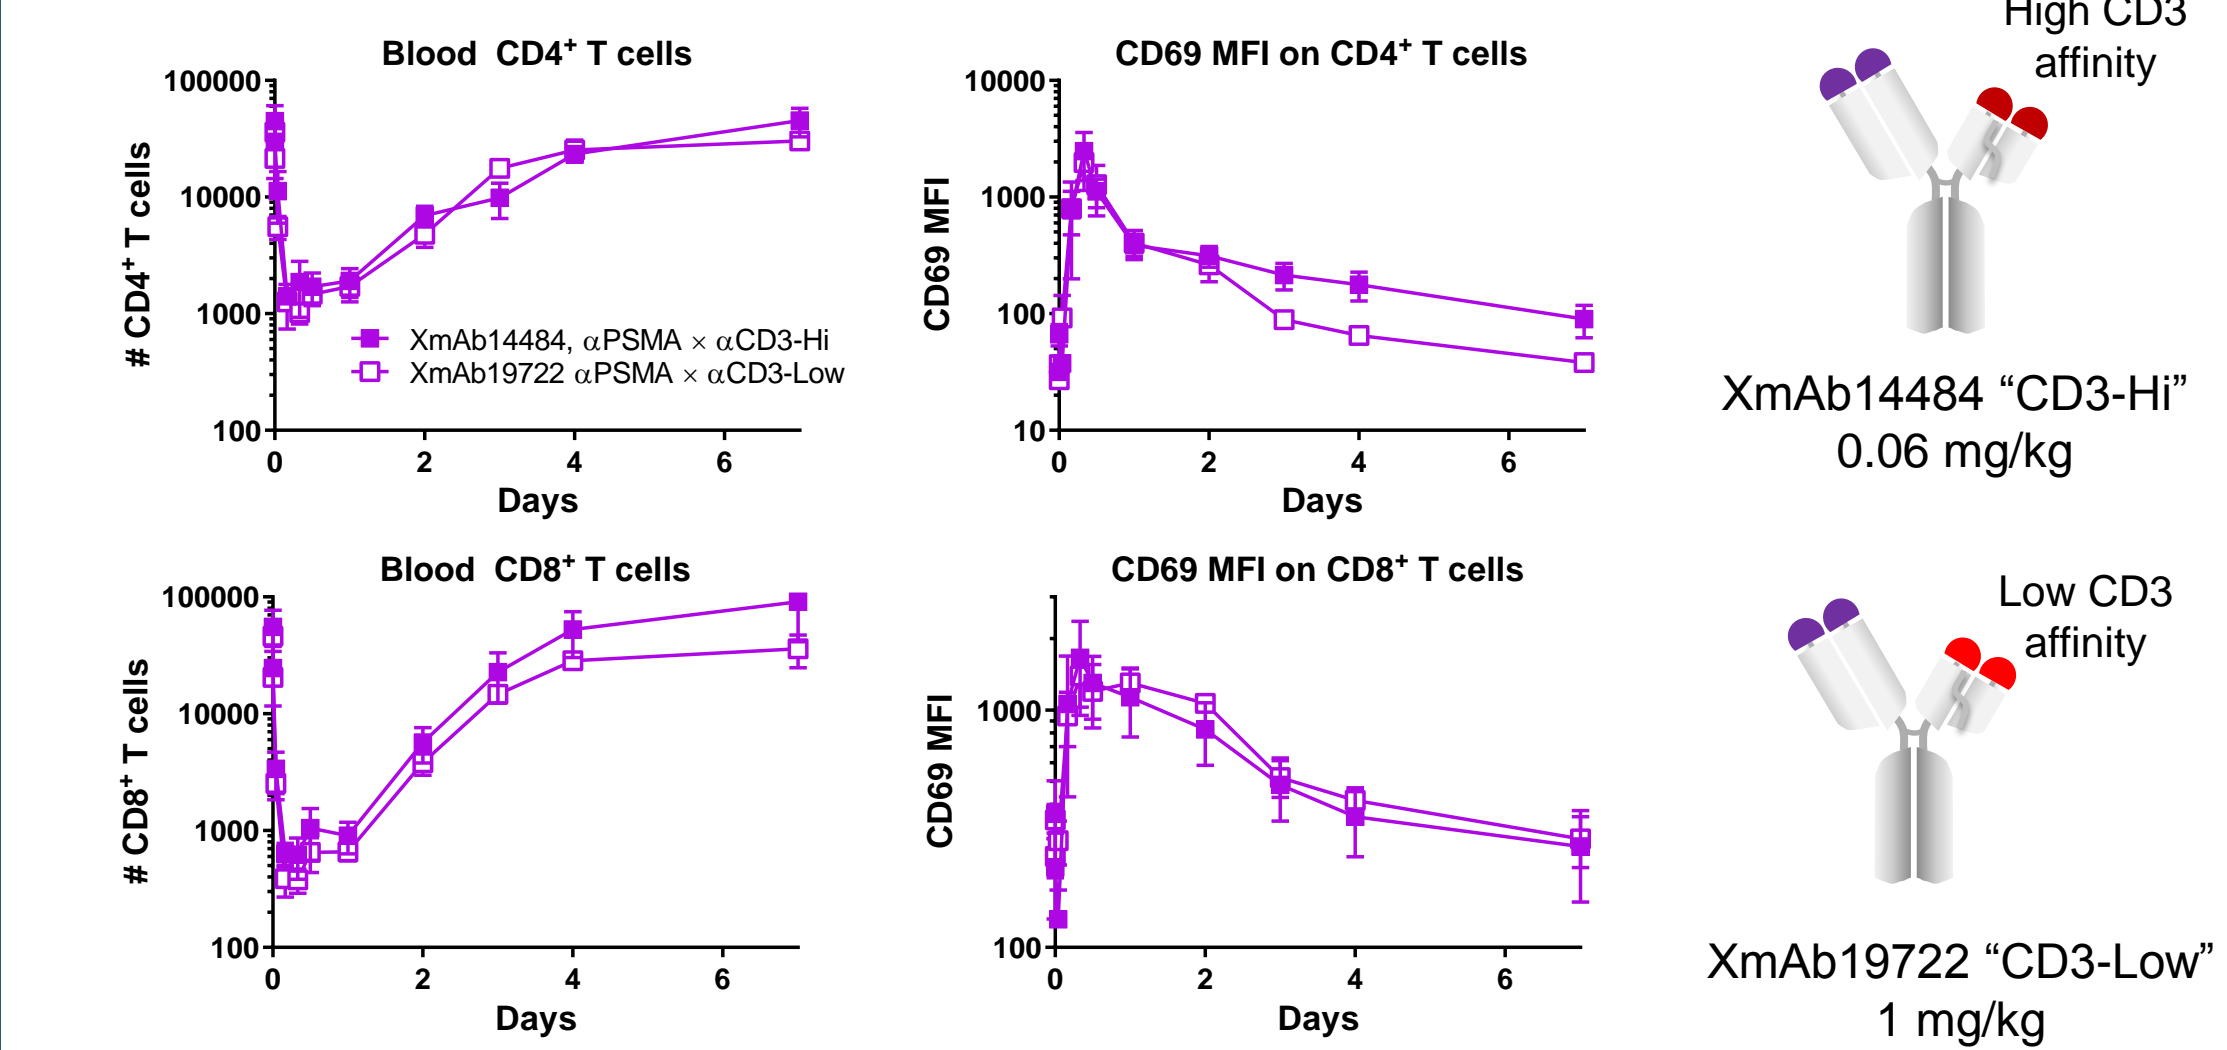 Blood  CD4⁺ T cells
# CD4⁺ T cells
100000
10000
1000
100
XmAb14484, αPSMA × αCD3-Hi
XmAb19722 αPSMA × αCD3-Low
0 2 4 6
Days
CD69 MFI on CD4⁺ T cells
CD69 MFI
10000
1000
100
10
0 2 4 6
Days
High CD3
affinity
XmAb14484 “CD3-Hi”
0.06 mg/kg
Blood  CD8⁺ T cells
# CD8⁺ T cells
100000
10000
1000
100
0 2 4 6
Days
CD69 MFI on CD8⁺ T cells
CD69 MFI
1000
100
0 2 4 6
Days
Low CD3
affinity
XmAb19722 “CD3-Low”
1 mg/kg